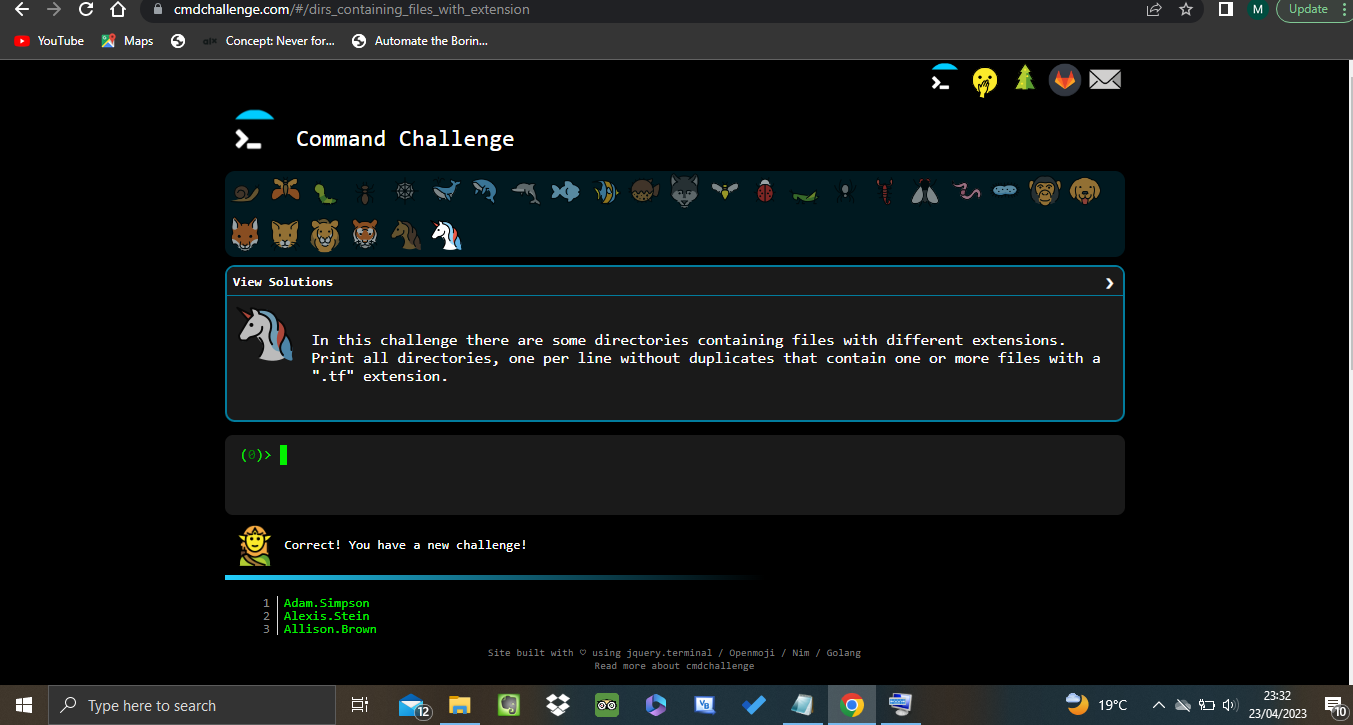 cmdchallenge.com/#/dirs_containing_files_with_extension
M
Update
YouTube
Maps
Concept: Never for...
Automate the Borin...
>_
>_ Command Challenge
View Solutions
In this challenge there are some directories containing files with different extensions.
Print all directories, one per line without duplicates that contain one or more files with a
".tf" extension.
(0)>
Correct! You have a new challenge!
1 Adam.Simpson
2 Alexis.Stein
3 Allison.Brown
Site built with ♡ using jquery.terminal / Openmoji / Nim / Golang
Read more about cmdchallenge
Type here to search
12
19°C
23:32
23/04/2023
10